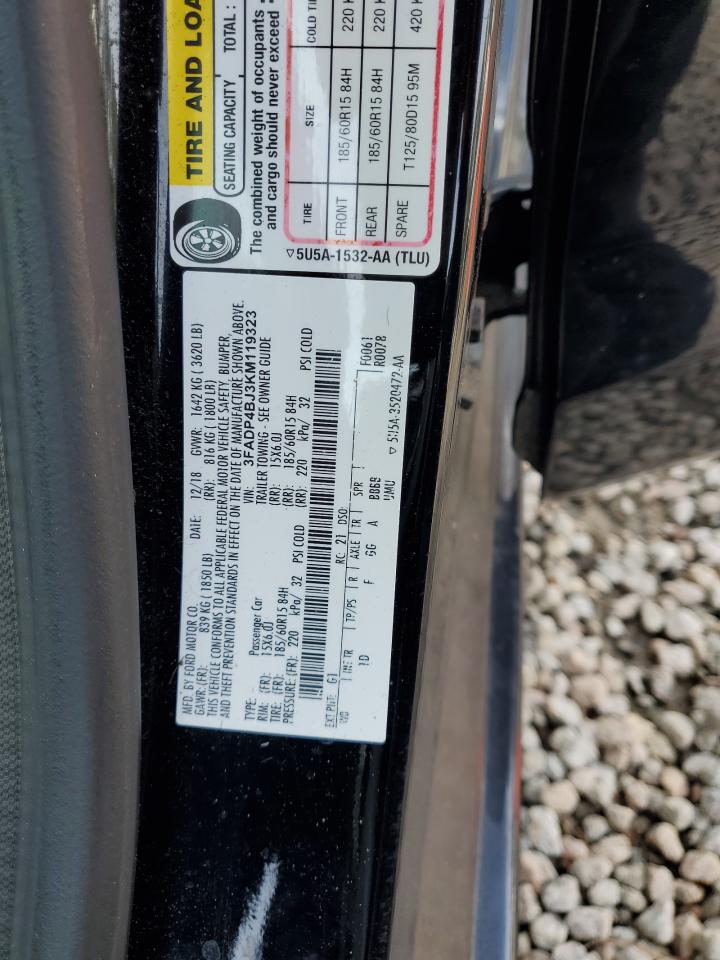 TIRE AND LOA
SEATING CAPACITY TOTAL :
The combined weight of occupants
and cargo should never exceed
TIRE SIZE COLD TI
FRONT 185/60R15 84H 220 K
REAR 185/60R15 84H 220 K
SPARE T125/80D15 95M 420 K
▽5U5A-1532-AA (TLU)
MFD. BY FORD MOTOR CO. DATE: 12/18 GVWR: 1642 KG ( 3620 LB)
GAWR:(FR): 839 KG (1850 LB) (RR): 816 KG (1800 LB)
THIS VEHICLE CONFORMS TO ALL APPLICABLE FEDERAL MOTOR VEHICLE SAFETY, BUMPER,
AND THEFT PREVENTION STANDARDS IN EFFECT ON THE DATE OF MANUFACTURE SHOWN ABOVE.
VIN: 3FADP4BJ3KM119323
TYPE: Passenger Car TRAILER TOWING - SEE OWNER GUIDE
RIM: (FR): 15X6.0J (RR): 15X6.0J
TIRE: (FR): 185/60R15 84H (RR): 185/60R15 84H
PRESSURE:(FR): 220 kPa/ 32 PSI COLD (RR): 220 kPa/ 32 PSI COLD
EXT PNT: G1 RC: 21 DSO: F0061
WD R0078
INT TR TP/PS R AXLE TR SPR
1D F GG A
UMU
▽ 5U5A-3520472-AA